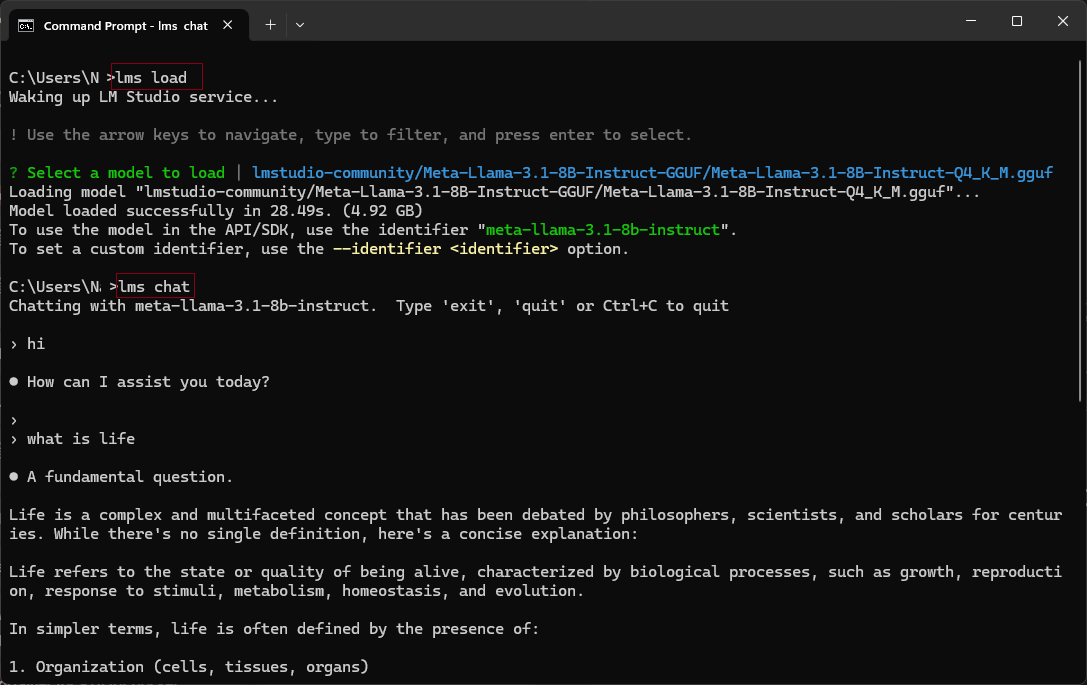 Command Prompt - lms chat
C:\Users\N >lms load
Waking up LM Studio service...
! Use the arrow keys to navigate, type to filter, and press enter to select.
? Select a model to load | lmstudio-community/Meta-Llama-3.1-8B-Instruct-GGUF/Meta-Llama-3.1-8B-Instruct-Q4_K_M.gguf
Loading model "lmstudio-community/Meta-Llama-3.1-8B-Instruct-GGUF/Meta-Llama-3.1-8B-Instruct-Q4_K_M.gguf"...
Model loaded successfully in 28.49s. (4.92 GB)
To use the model in the API/SDK, use the identifier "meta-llama-3.1-8b-instruct".
To set a custom identifier, use the --identifier <identifier> option.
C:\Users\N >lms chat
Chatting with meta-llama-3.1-8b-instruct.  Type 'exit', 'quit' or Ctrl+C to quit
› hi
● How can I assist you today?
›
› what is life
● A fundamental question.
Life is a complex and multifaceted concept that has been debated by philosophers, scientists, and scholars for centur
ies. While there's no single definition, here's a concise explanation:
Life refers to the state or quality of being alive, characterized by biological processes, such as growth, reproducti
on, response to stimuli, metabolism, homeostasis, and evolution.
In simpler terms, life is often defined by the presence of:
1. Organization (cells, tissues, organs)